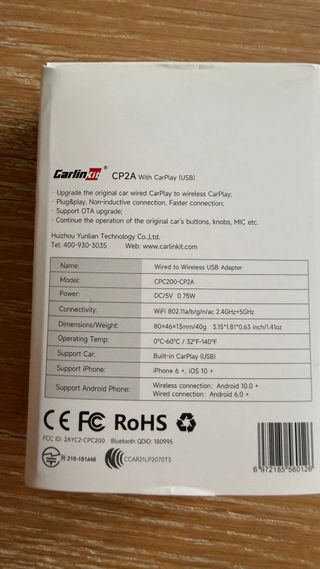 Carlinkit® CP2A With CarPlay (USB)
· Upgrade the original car wired CarPlay to wireless CarPlay;
· Plug&play, Non-inductive connection, Faster connection;
· Support OTA upgrade;
· Continue the operation of the original car's buttons, knobs, MIC etc.
Huizhou Yunlian Technology Co.,Ltd.
Tel: 400-930-3035 Web: www.carlinkit.com
Name: Wired to Wireless USB Adapter
Model: CPC200-CP2A
Power: DC/5V 0.75W
Connectivity: WiFi 802.11a/b/g/n/ac 2.4GHz+5GHz
Dimensions/Weight: 80×46×13mm/40g 3.15*1.81*0.63 inch/1.41oz
Operating Temp: 0°C-60°C / 32°F-140°F
Support Car: Built-in CarPlay (USB)
Support iPhone: iPhone 6 +, iOS 10 +
Support Android Phone: Wireless connection: Android 10.0 +
Wired connection: Android 6.0 +
CE FC RoHS
FCC ID: 2AYC2-CPC200 Bluetooth QDID: 180995
R 210-181448 CCAR21LP2070T3
6 972185 560126